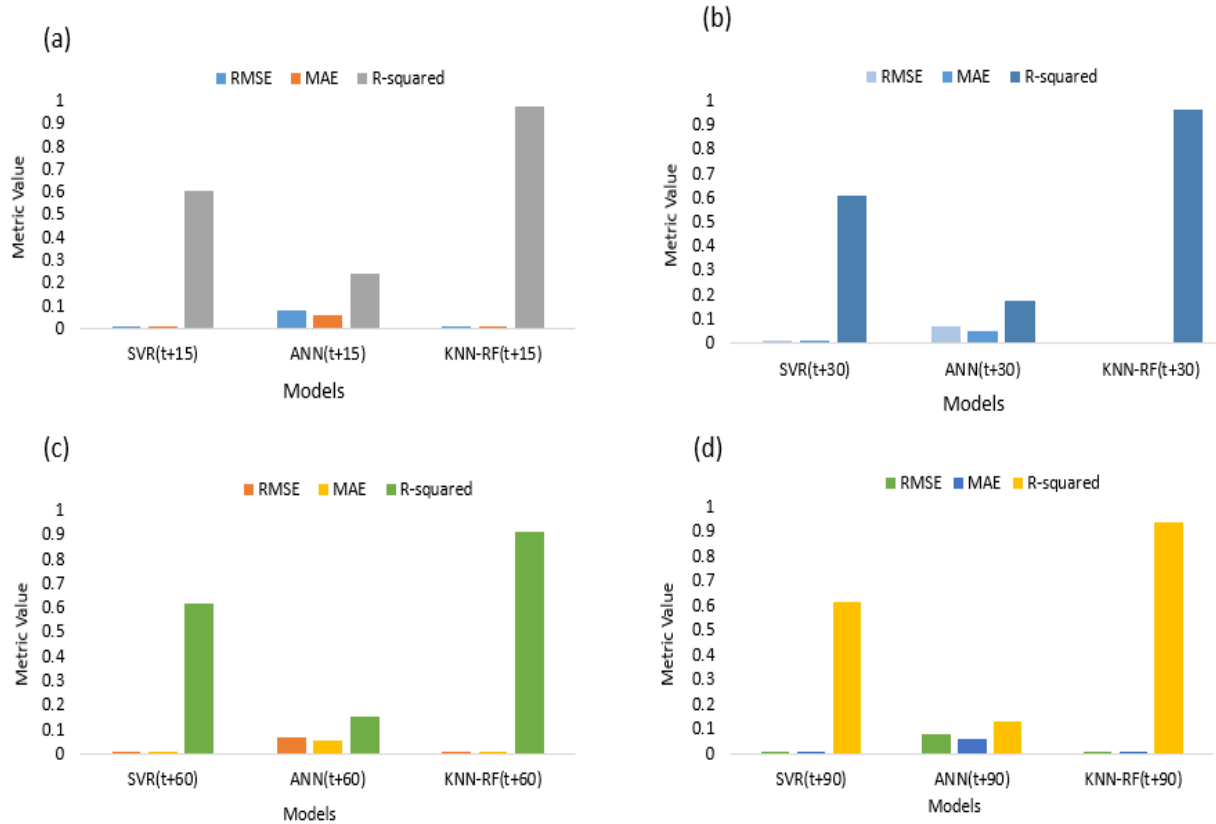 (a)
RMSE MAE R-squared
1
0.9
0.8
0.7
0.6
0.5
0.4
0.3
0.2
0.1
0
Metric Value
SVR(t+15) ANN(t+15) KNN-RF(t+15)
Models
(b)
RMSE MAE R-squared
1
0.9
0.8
0.7
0.6
0.5
0.4
0.3
0.2
0.1
0
Metric Value
SVR(t+30) ANN(t+30) KNN-RF(t+30)
Models
(c)
RMSE MAE R-squared
1
0.9
0.8
0.7
0.6
0.5
0.4
0.3
0.2
0.1
0
Metric Value
SVR(t+60) ANN(t+60) KNN-RF(t+60)
Models
(d)
RMSE MAE R-squared
1
0.9
0.8
0.7
0.6
0.5
0.4
0.3
0.2
0.1
0
Metric Value
SVR(t+90) ANN(t+90) KNN-RF(t+90)
Models